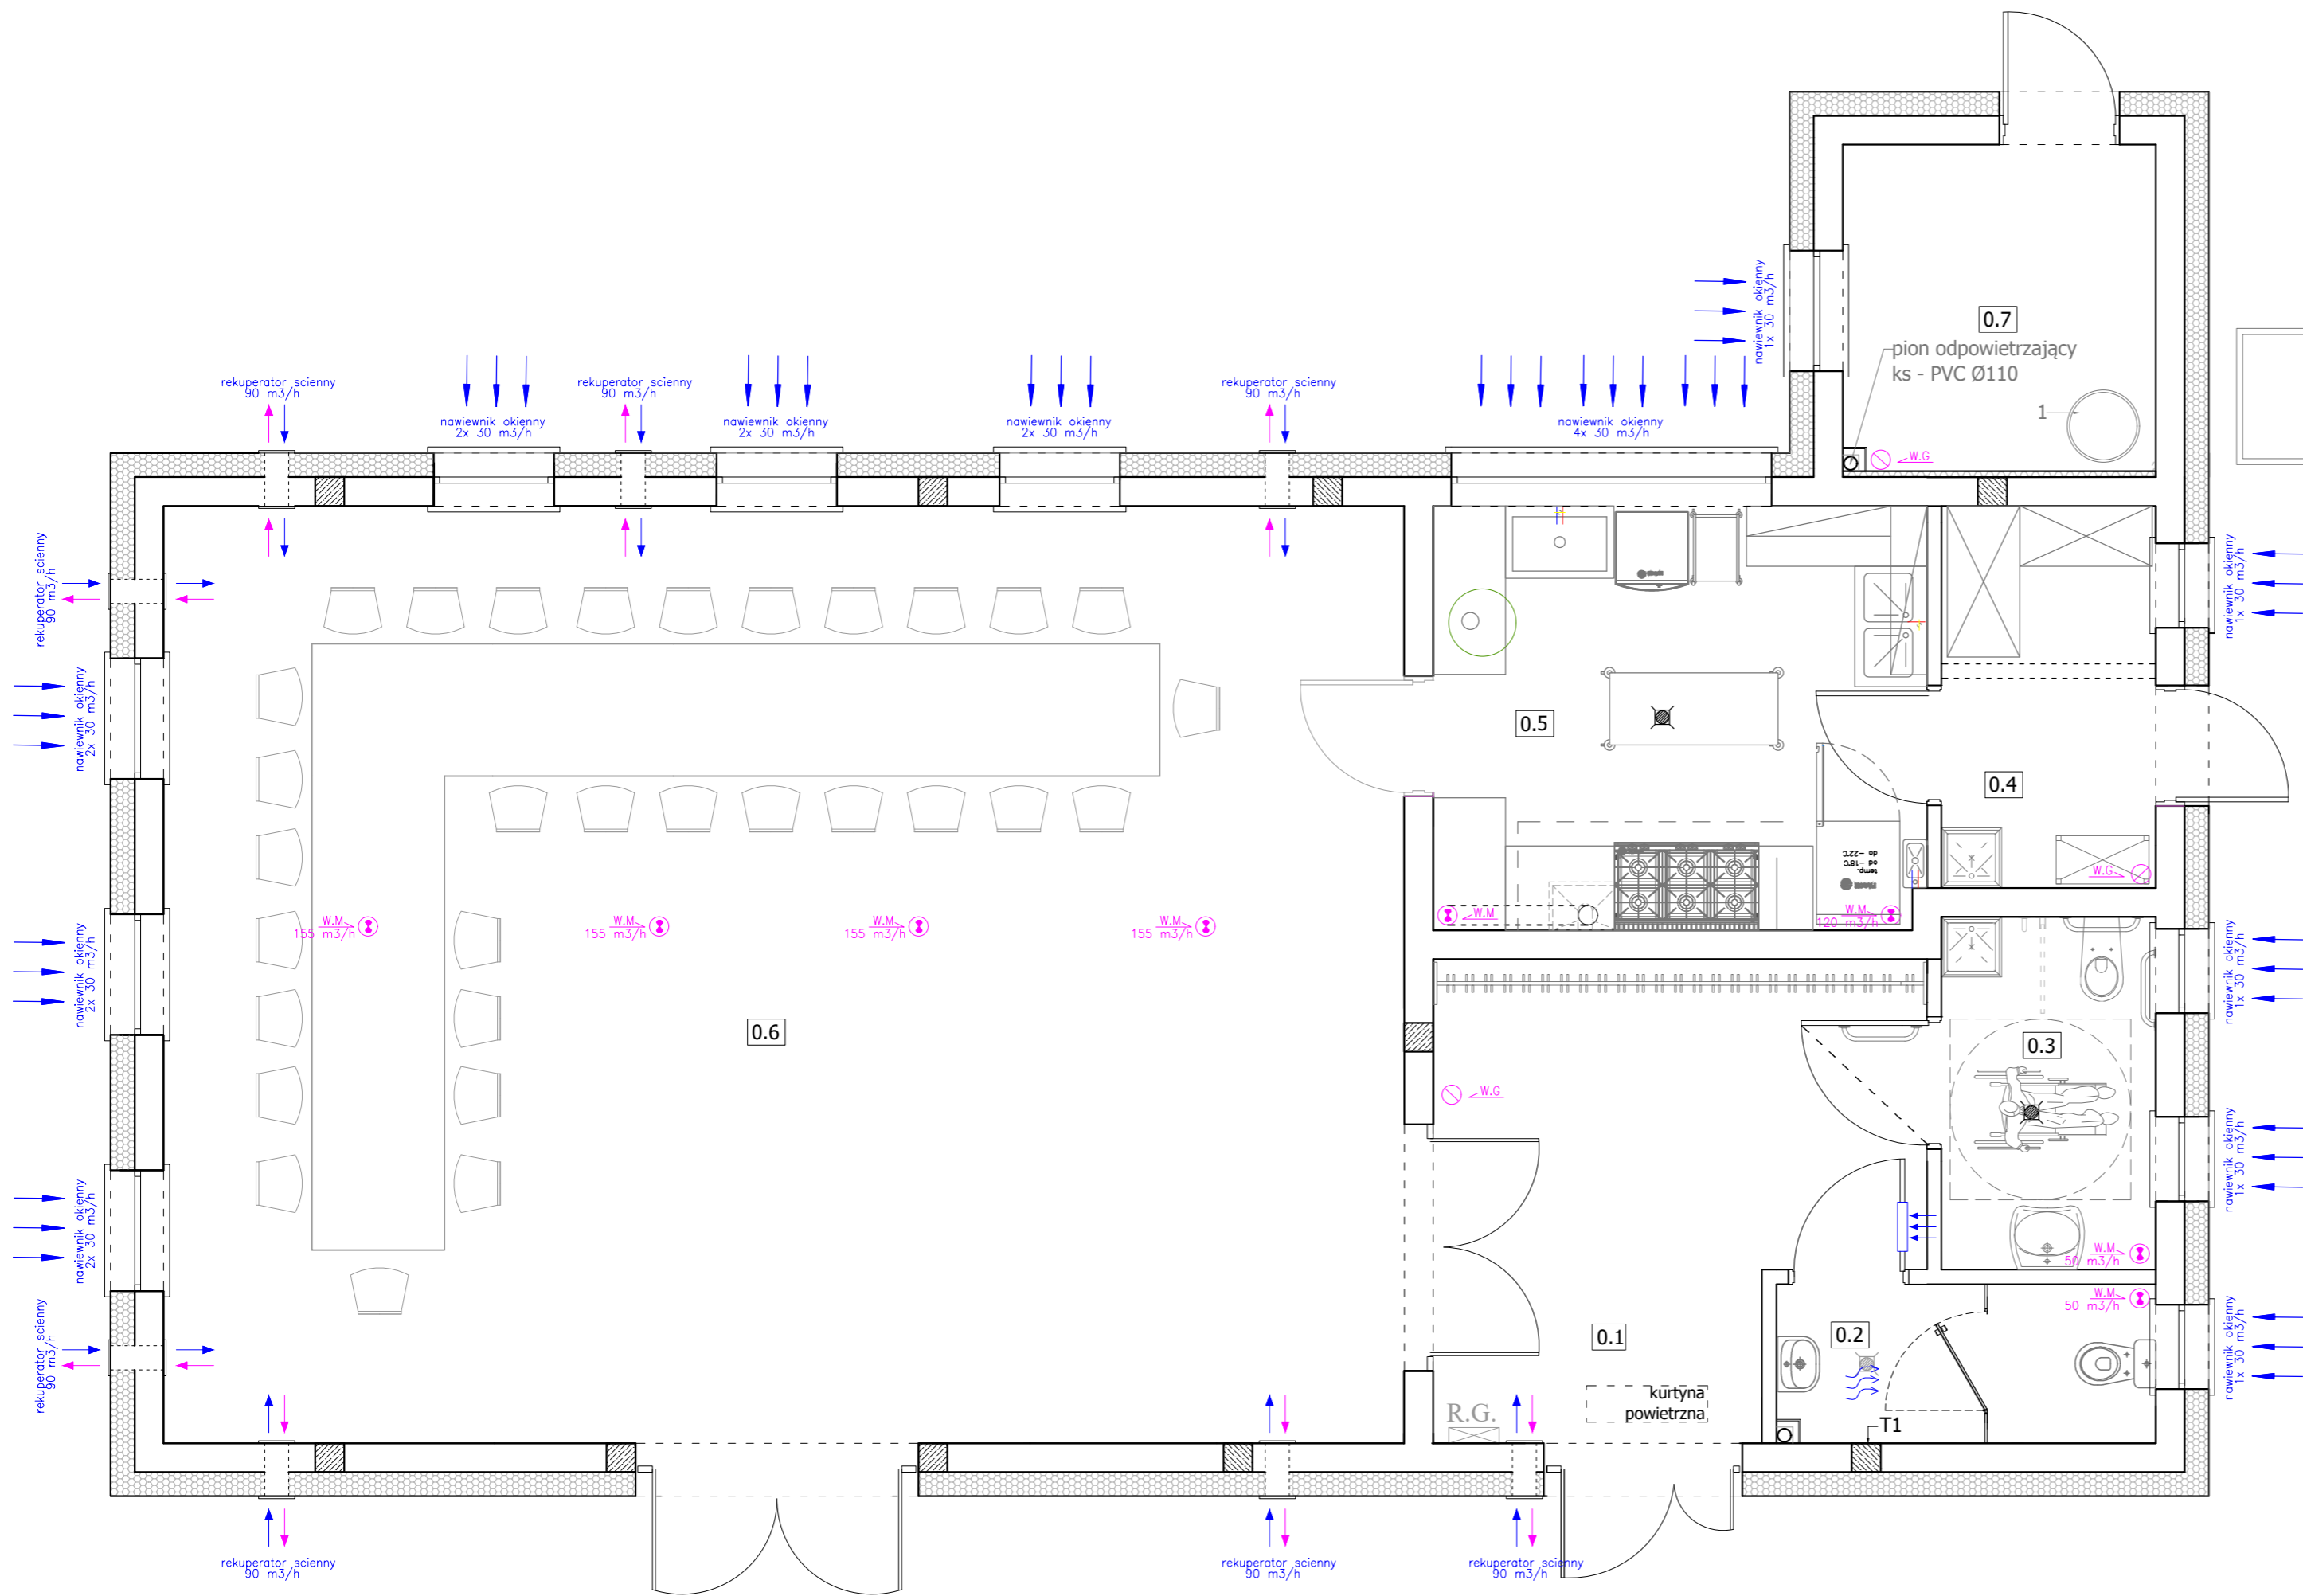 rekuperator scienny
90 m3/h
nawiewnik okienny
2x 30 m3/h
rekuperator scienny
90 m3/h
nawiewnik okienny
2x 30 m3/h
nawiewnik okienny
2x 30 m3/h
rekuperator scienny
90 m3/h
nawiewnik okienny
4x 30 m3/h
nawiewnik okienny
1x 30 m3/h
0.7
pion odpowietrzający
ks - PVC Ø110
1
W.G
rekuperator scienny
90 m3/h
nawiewnik okienny
2x 30 m3/h
nawiewnik okienny
2x 30 m3/h
nawiewnik okienny
2x 30 m3/h
rekuperator scienny
90 m3/h
W.M
155 m3/h
W.M
155 m3/h
W.M
155 m3/h
W.M
155 m3/h
0.6
0.5
W.M
temp.
od -18°C
do -22°C
W.M
120 m3/h
0.4
W.G
nawiewnik okienny
1x 30 m3/h
nawiewnik okienny
1x 30 m3/h
W.G
0.3
nawiewnik okienny
1x 30 m3/h
W.M
50 m3/h
W.M
50 m3/h
nawiewnik okienny
1x 30 m3/h
0.1
0.2
kurtyna
powietrzna
R.G.
T1
rekuperator scienny
90 m3/h
rekuperator scienny
90 m3/h
rekuperator scienny
90 m3/h